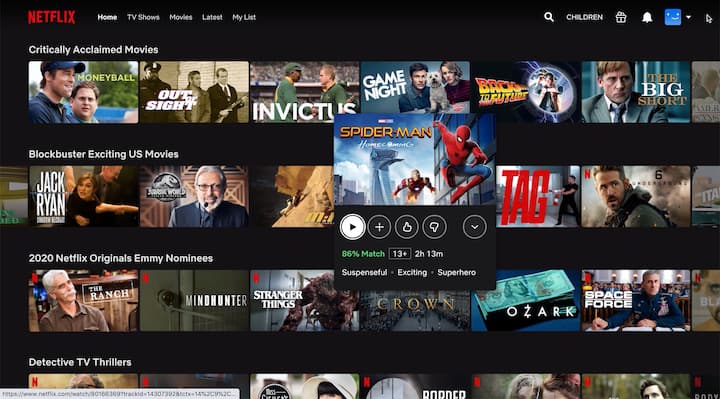 NETFLIX Home TV Shows Movies Latest My List CHILDREN
Critically Acclaimed Movies
MONEYBALL
OUT OF SIGHT
INVICTUS
GAME NIGHT
BACK TO THE FUTURE
THE BIG SHORT
Blockbuster Exciting US Movies
JACK RYAN
JURASSIC WORLD
SPIDER-MAN
HOMECOMING
TAG
6
UNDERGROUND
86% Match 13+ 2h 13m
Suspenseful • Exciting • Superhero
2020 Netflix Originals Emmy Nominees
THE RANCH
MINDHUNTER
STRANGER THINGS
CROWN
OZARK
SPACE FORCE
Detective TV Thrillers
BORDER
https://www.netflix.com/watch/80166369?trackId=14307392&tctx=14%2C9%2C...